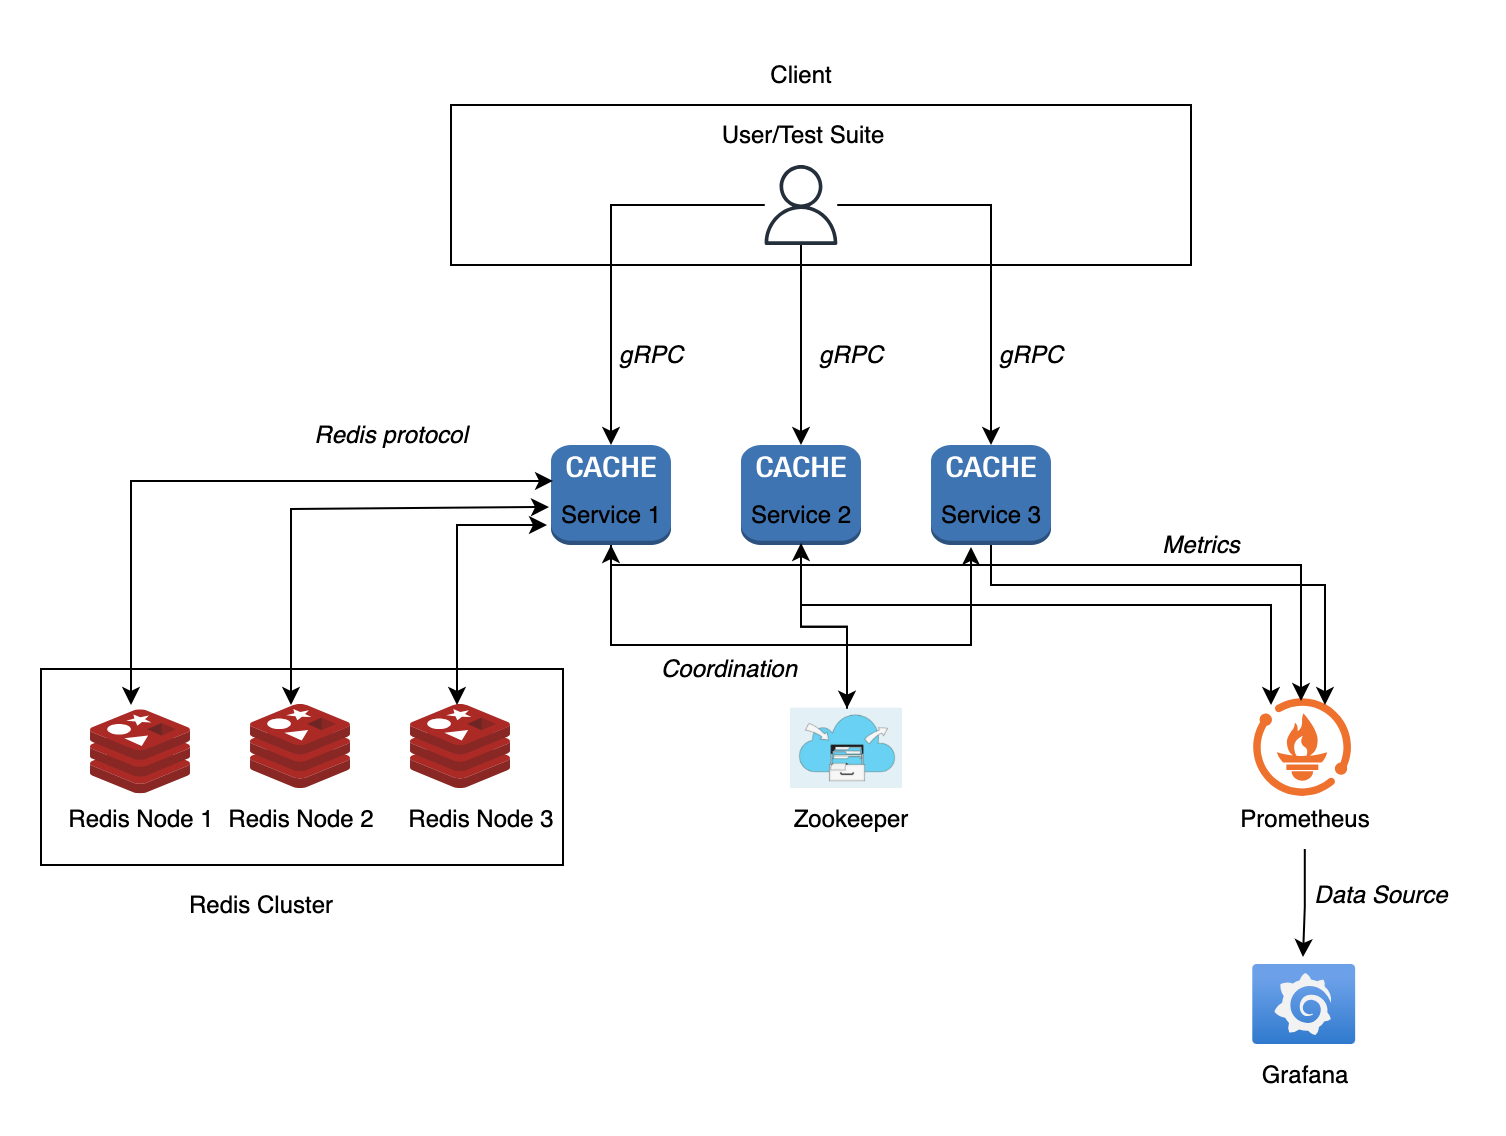 Client
User/Test Suite
gRPC
gRPC
gRPC
Redis protocol
CACHE
Service 1
CACHE
Service 2
CACHE
Service 3
Metrics
Coordination
Redis Node 1
Redis Node 2
Redis Node 3
Zookeeper
Prometheus
Redis Cluster
Data Source
Grafana